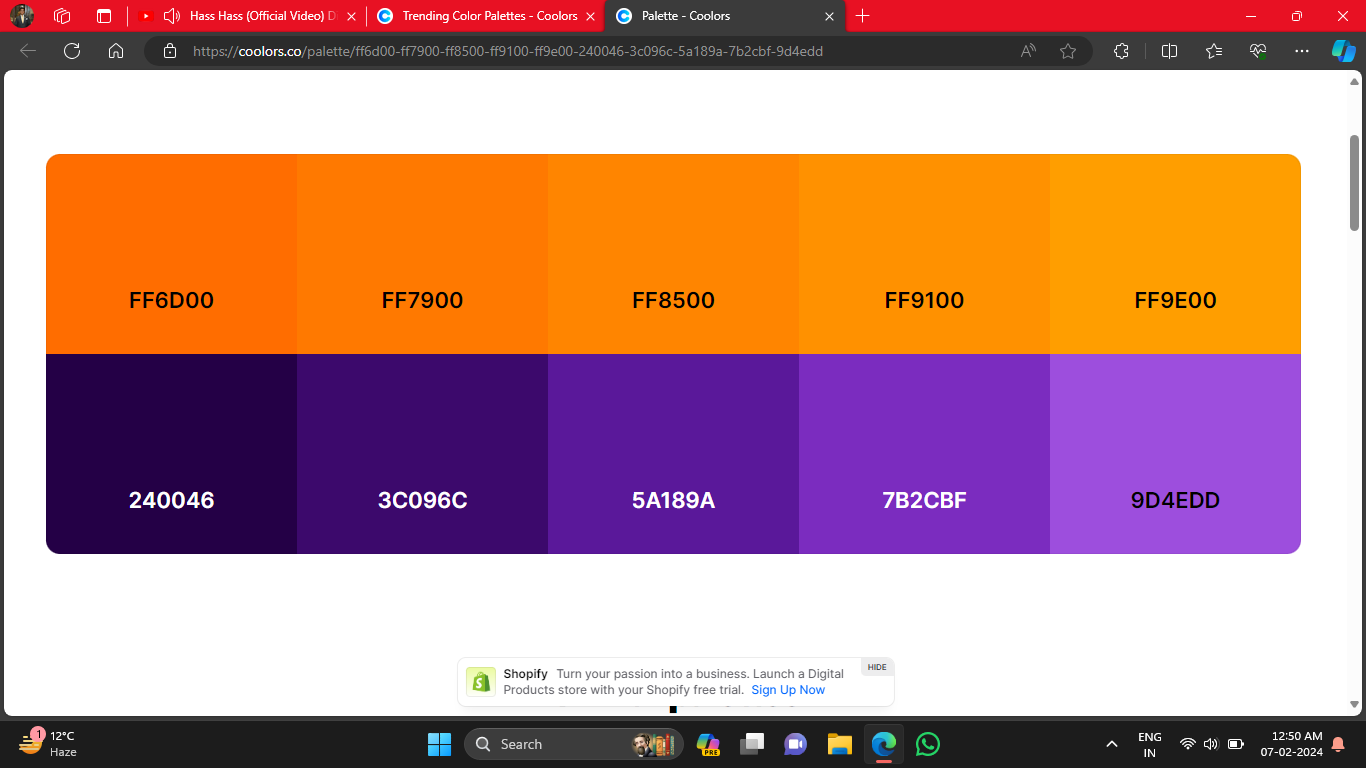 Hass Hass (Official Video) D
Trending Color Palettes - Coolors
Palette - Coolors
https://coolors.co/palette/ff6d00-ff7900-ff8500-ff9100-ff9e00-240046-3c096c-5a189a-7b2cbf-9d4edd
FF6D00
FF7900
FF8500
FF9100
FF9E00
240046
3C096C
5A189A
7B2CBF
9D4EDD
Shopify Turn your passion into a business. Launch a Digital
Products store with your Shopify free trial. Sign Up Now
HIDE
1
12°C
Haze
Search
PRE
ENG
IN
12:50 AM
07-02-2024